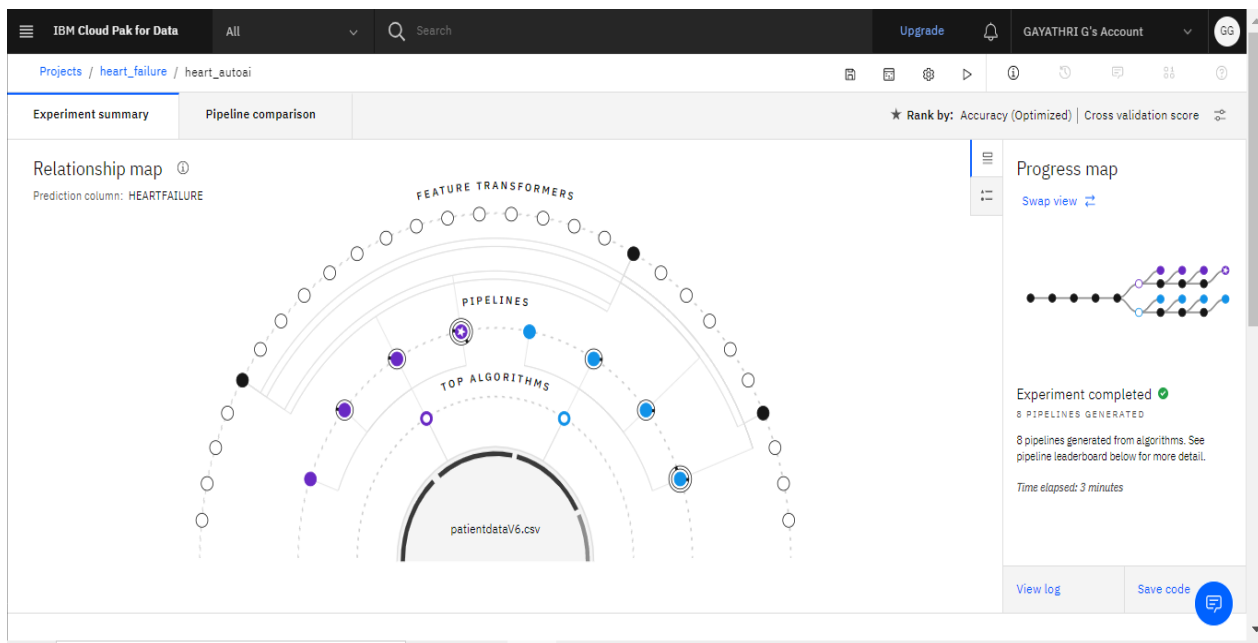 IBM Cloud Pak for Data
All
Search
Upgrade
GAYATHRI G's Account
GG
Projects / heart_failure / heart_autoai
Experiment summary
Pipeline comparison
★ Rank by: Accuracy (Optimized) | Cross validation score
Relationship map
Prediction column: HEARTFAILURE
FEATURE TRANSFORMERS
PIPELINES
TOP ALGORITHMS
patientdataV6.csv
Progress map
Swap view
Experiment completed
8 PIPELINES GENERATED
8 pipelines generated from algorithms. See
pipeline leaderboard below for more detail.
Time elapsed: 3 minutes
View log
Save code